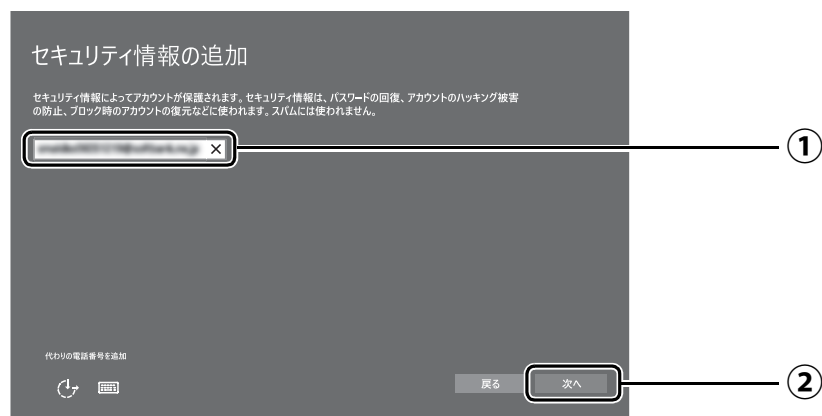 セキュリティ情報の追加
セキュリティ情報によってアカウントが保護されます。セキュリティ情報は、パスワードの回復、アカウントのハッキング被害
の防止、ブロック時のアカウントの復元などに使われます。スパムには使われません。
×
①
代わりの電話番号を追加
戻る
次へ
②